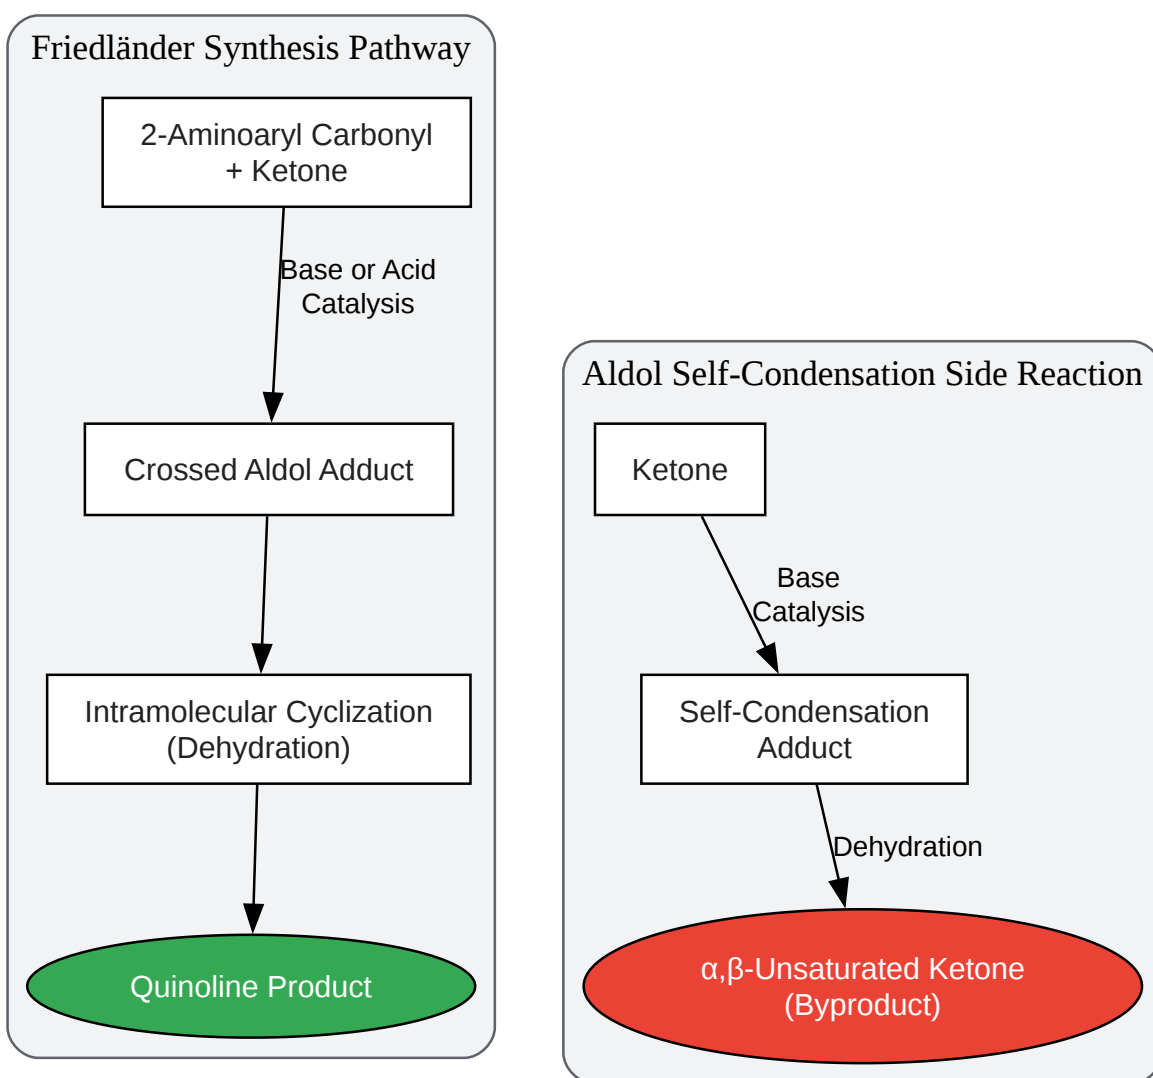 Friedländer Synthesis Pathway
2-Aminoaryl Carbonyl
+ Ketone
Base or Acid
Catalysis
Crossed Aldol Adduct
Intramolecular Cyclization
(Dehydration)
Quinoline Product
Aldol Self-Condensation Side Reaction
Ketone
Base
Catalysis
Self-Condensation
Adduct
Dehydration
α,β-Unsaturated Ketone
(Byproduct)